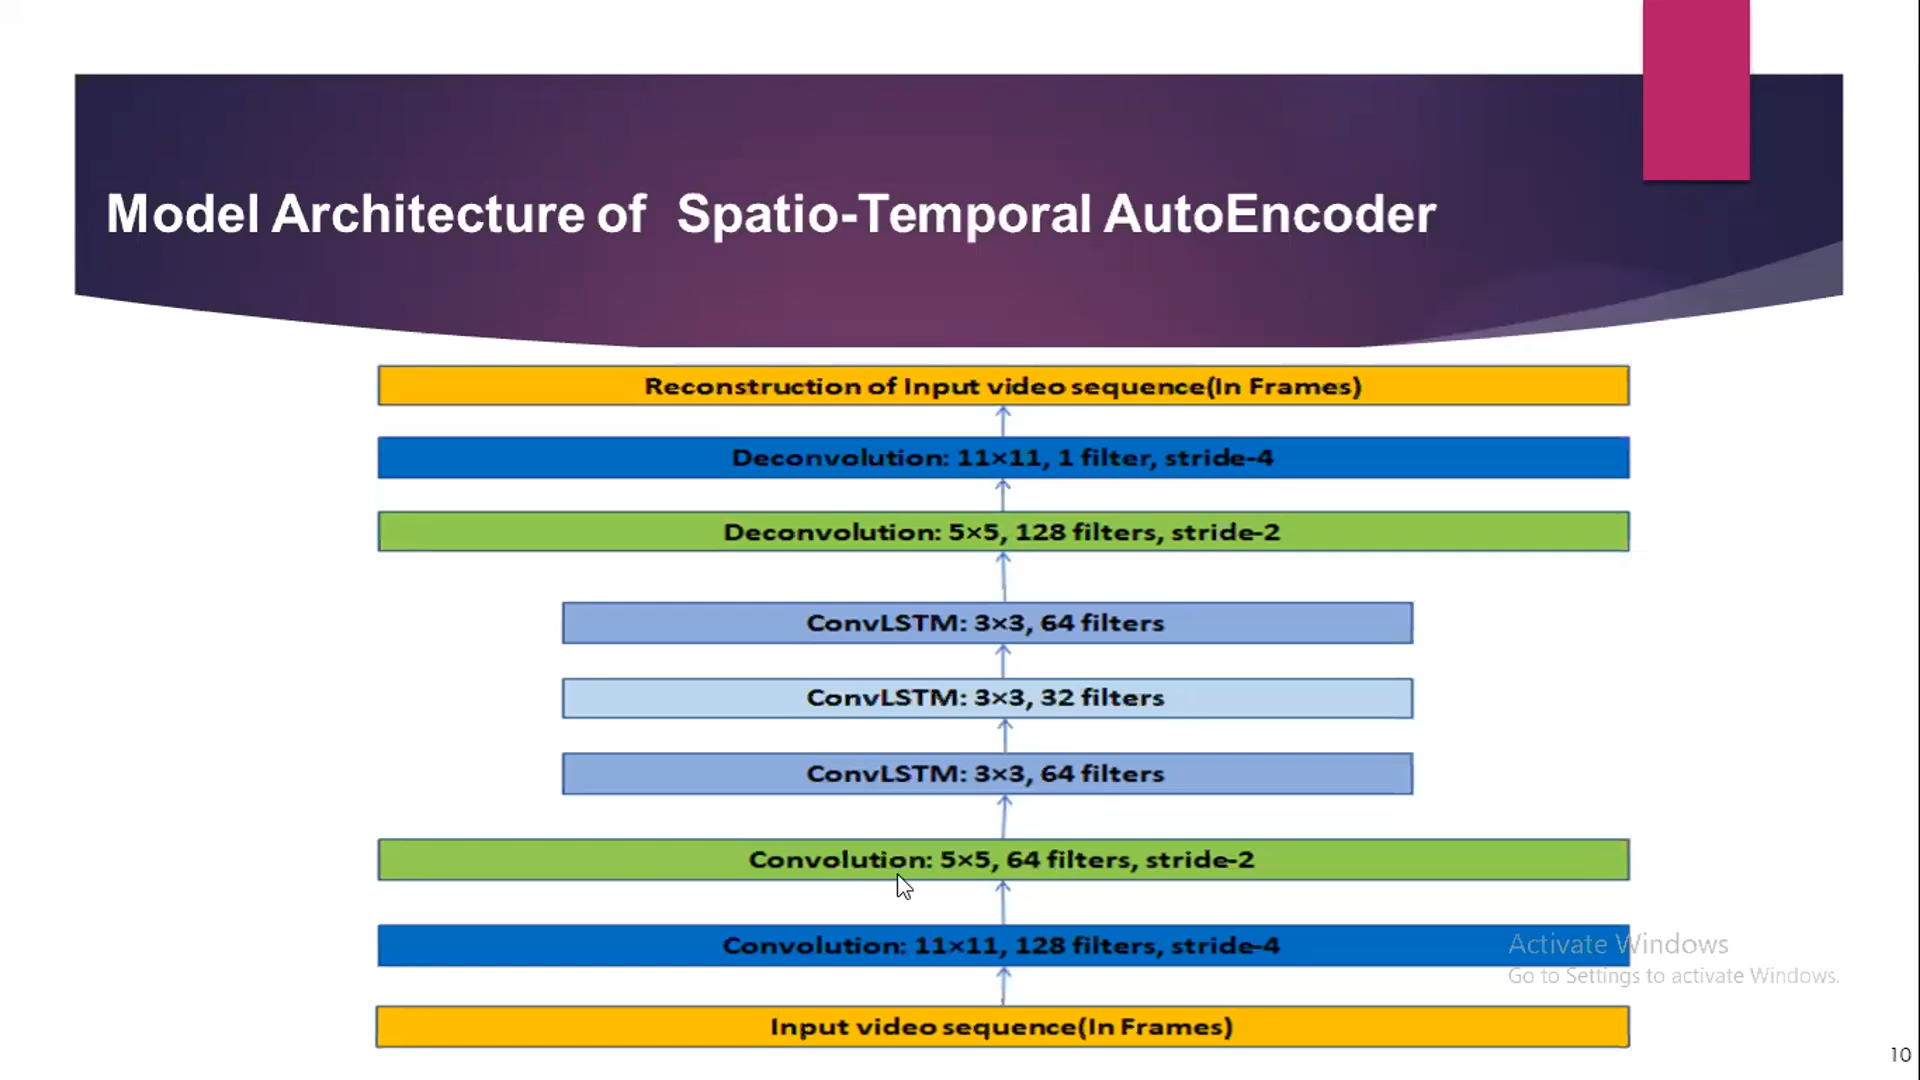 Model Architecture of Spatio-Temporal AutoEncoder
Reconstruction of Input video sequence(In Frames)
Deconvolution: 11×11, 1 filter, stride-4
Deconvolution: 5×5, 128 filters, stride-2
ConvLSTM: 3×3, 64 filters
ConvLSTM: 3×3, 32 filters
ConvLSTM: 3×3, 64 filters
Convolution: 5×5, 64 filters, stride-2
Convolution: 11×11, 128 filters, stride-4
Activate Windows
Go to Settings to activate Windows.
Input video sequence(In Frames)
10